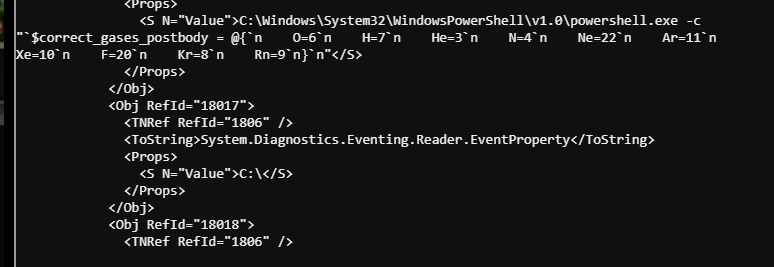 <Props>
<S N="Value">C:\Windows\System32\WindowsPowerShell\v1.0\powershell.exe -c
"`$correct_gases_postbody = @{`n    O=6`n    H=7`n    He=3`n    N=4`n    Ne=22`n    Ar=11`n
Xe=10`n    F=20`n    Kr=8`n    Rn=9`n}`n"</S>
</Props>
</Obj>
<Obj RefId="18017">
<TNRef RefId="1806" />
<ToString>System.Diagnostics.Eventing.Reader.EventProperty</ToString>
<Props>
<S N="Value">C:\</S>
</Props>
</Obj>
<Obj RefId="18018">
<TNRef RefId="1806" />